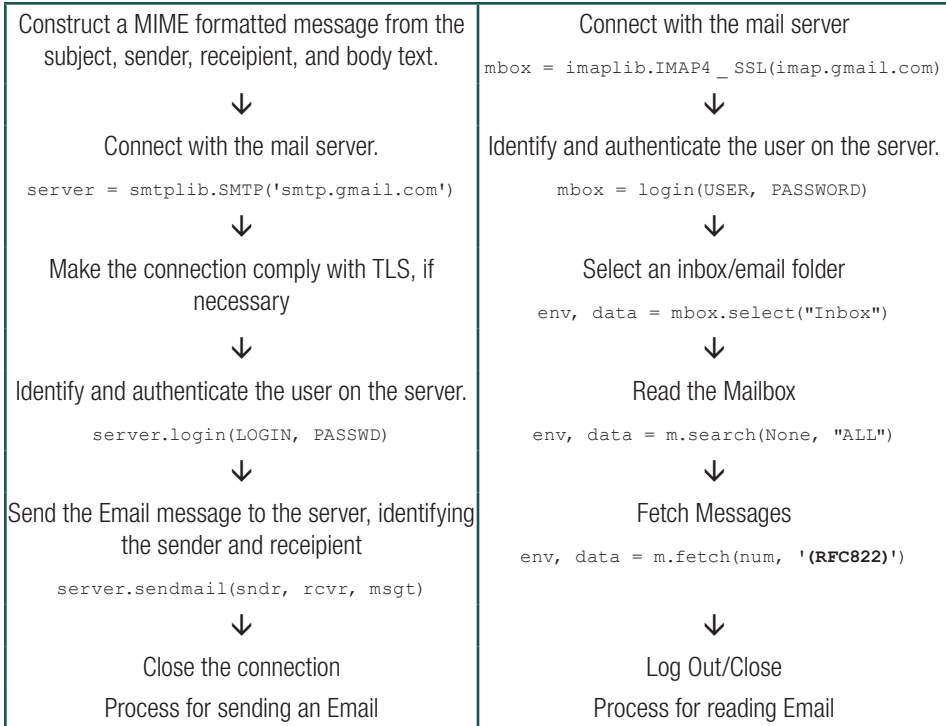 Construct a MIME formatted message from the
subject, sender, receipient, and body text.
↓
Connect with the mail server.
server = smtplib.SMTP('smtp.gmail.com')
↓
Make the connection comply with TLS, if
necessary
↓
Identify and authenticate the user on the server.
server.login(LOGIN, PASSWD)
↓
Send the Email message to the server, identifying
the sender and receipient
server.sendmail(sndr, rcvr, msgt)
↓
Close the connection
Process for sending an Email
Connect with the mail server
mbox = imaplib.IMAP4 _ SSL(imap.gmail.com)
↓
Identify and authenticate the user on the server.
mbox = login(USER, PASSWORD)
↓
Select an inbox/email folder
env, data = mbox.select("Inbox")
↓
Read the Mailbox
env, data = m.search(None, "ALL")
↓
Fetch Messages
env, data = m.fetch(num, '(RFC822)')
↓
Log Out/Close
Process for reading Email